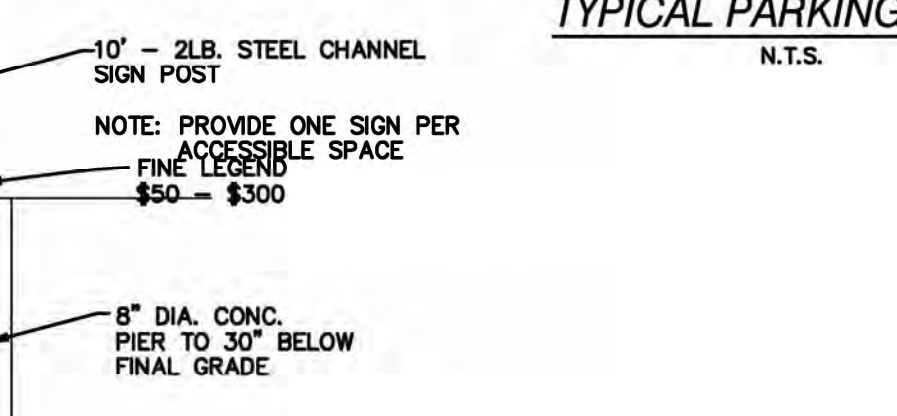 TYPICAL PARKING
N.T.S.
10' - 2LB. STEEL CHANNEL
SIGN POST
NOTE: PROVIDE ONE SIGN PER
ACCESSIBLE SPACE
FINE LEGEND
$50 - $300
8" DIA. CONC.
PIER TO 30" BELOW
FINAL GRADE